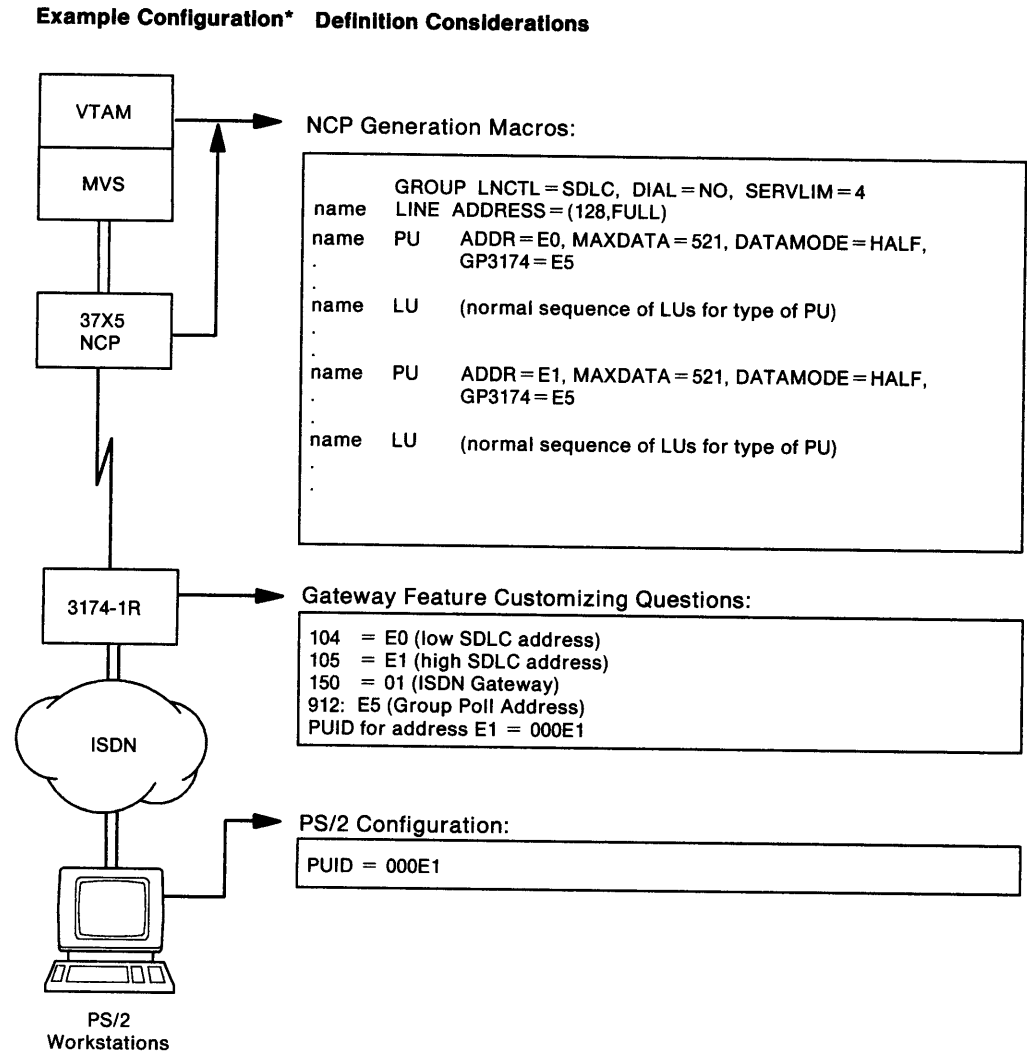 Example Configuration* Definition Considerations
VTAM
MVS
37X5
NCP
NCP Generation Macros:
GROUP LNCTL=SDLC, DIAL=NO, SERVLIM=4
name LINE ADDRESS=(128,FULL)
name PU ADDR=E0, MAXDATA=521, DATAMODE=HALF,
. GP3174=E5
.
name LU (normal sequence of LUs for type of PU)
.
.
name PU ADDR=E1, MAXDATA=521, DATAMODE=HALF,
. GP3174=E5
.
name LU (normal sequence of LUs for type of PU)
.
.
3174-1R
Gateway Feature Customizing Questions:
104 = E0 (low SDLC address)
105 = E1 (high SDLC address)
150 = 01 (ISDN Gateway)
912: E5 (Group Poll Address)
PUID for address E1 = 000E1
ISDN
PS/2 Configuration:
PUID = 000E1
PS/2
Workstations